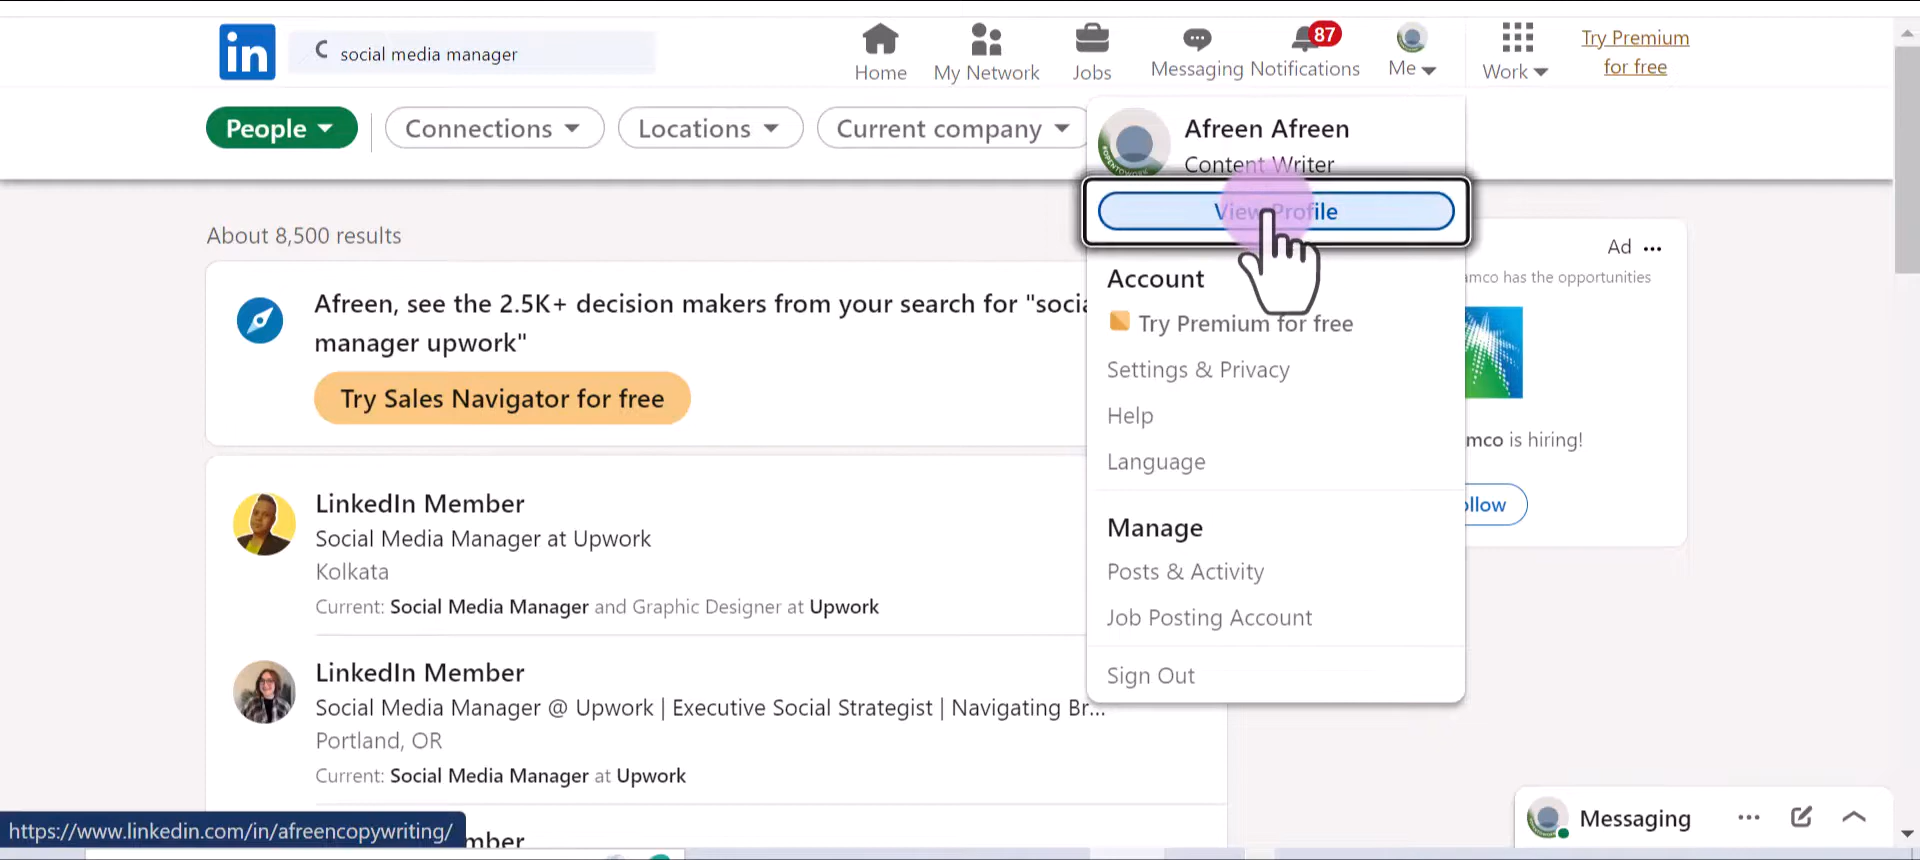 in
social media manager
Home
My Network
Jobs
Messaging
87
Notifications
Me
Work
Try Premium
for free
People
Connections
Locations
Current company
Afreen Afreen
Content Writer
View Profile
Account
Try Premium for free
Settings & Privacy
Help
Language
Manage
Posts & Activity
Job Posting Account
Sign Out
About 8,500 results
Afreen, see the 2.5K+ decision makers from your search for "socia
manager upwork"
Try Sales Navigator for free
LinkedIn Member
Social Media Manager at Upwork
Kolkata
Current: Social Media Manager and Graphic Designer at Upwork
LinkedIn Member
Social Media Manager @ Upwork | Executive Social Strategist | Navigating Br...
Portland, OR
Current: Social Media Manager at Upwork
mber
Ad ...
amco has the opportunities
mco is hiring!
ollow
Messaging
https://www.linkedin.com/in/afreencopywriting/